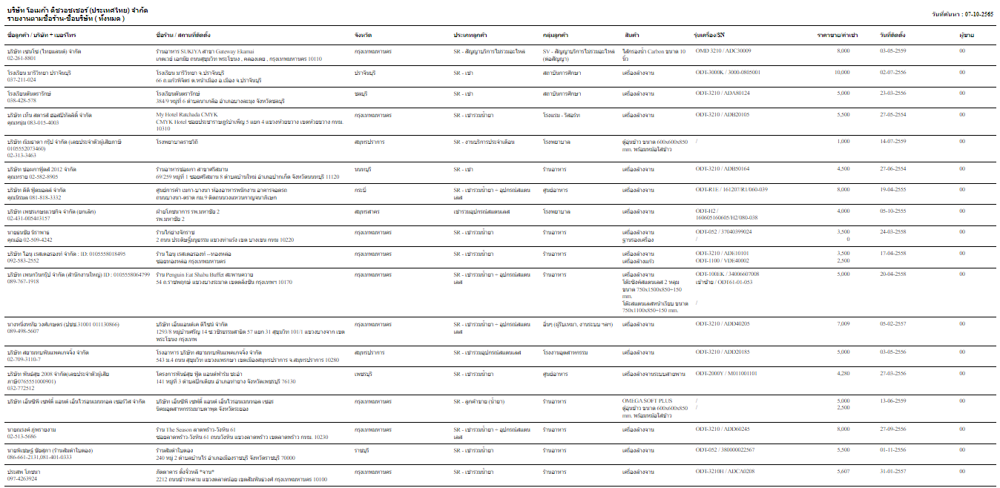 บริษัท โอเมก้า ดิชวอชเชอร์ (ประเทศไทย) จำกัด
รายงานตามชื่อร้าน-ชื่อบริษัท ( ทั้งหมด )
วันที่ค้นหา : 07-10-2565
ชื่อลูกค้า / บริษัท + เบอร์โทร ชื่อร้าน / สถานที่ติดตั้ง จังหวัด ประเภทลูกค้า กลุ่มลูกค้า สินค้า รุ่นเครื่อง/SN ราคาขาย/ค่าเช่า วันที่ติดตั้ง ผู้ขาย
บริษัท เซนโซ (ไทยแลนด์) จำกัด ร้านอาหาร SUKIYA สาขา Gateway Ekamai กรุงเทพมหานคร SR - สัญญาบริการไม่รวมอะไหล่ SV - สัญญาบริการไม่รวมอะไหล่ ไส้กรองน้ำ Carbon ขนาด 10 OMD 3210 / ADC30009 8,000 03-05-2559 00
02-261-8801 เกตเวย์ เอกมัย ถนนสุขุมวิท พระโขนง , คลองเตย , กรุงเทพมหานคร 10110 (ต่อสัญญา) นิ้ว
โรงเรียน มารีวิทยา ปราจีนบุรี โรงเรียน มารีวิทยา จ.ปราจีนบุรี ปราจีนบุรี SR - เช่า สถาบันการศึกษา เครื่องล้างจาน ODT-3000K / 3000-0805001 10,000 02-07-2556 00
037-211-024 66 ถ.แก้วพิจิตร ต.หน้าเมือง อ.เมือง จ.ปราจีนบุรี
โรงเรียนดันตรารักษ์ โรงเรียนดันตรารักษ์ ชลบุรี SR - เช่า สถาบันการศึกษา เครื่องล้างจาน ODT-3210 / ADA80124 5,000 23-03-2556 00
038-428-578 384/9 หมู่ที่ 6 ตำบลนาเกลือ อำเภอบางละมุง จังหวัดชลบุรี
บริษัท เท็น สตารส์ ฮอสปิทัลลิตี้ จำกัด My Hotel Ratchada CMYK กรุงเทพมหานคร SR - เช่ารวมน้ำยา โรงแรม - รีสอร์ท เครื่องล้างจาน ODT-3210 / ADB20105 5,500 27-05-2554 00
คุณหนุ่ม 083-015-4003 CMYK Hotel ซอยประชาราษฎร์บำเพ็ญ 5 แยก 4 แขวงห้วยขวาง เขตห้วยขวาง กทม.
10310
บริษัท ณัมธาดา กรุ๊ป จำกัด (เลขประจำตัวผู้เสียภาษี โรงพยาบาลราชวิถี สมุทรปราการ SR - งานบริการประจำเดือน โรงพยาบาล ตู้อุ่นข้าว ขนาด 600x600x850 / 1,000 14-07-2559 00
0105552073460) mm. พร้อมหม้อใส่ข้าว
02-313-3463
บริษัท ช่อผกาฟู้ดส์ 2012 จำกัด ร้านอาหารช่อผกา สาขาศรีสมาน นนทบุรี SR - เช่า ร้านอาหาร เครื่องล้างจาน ODT-3210 / ADB50164 4,500 27-06-2554 00
คุณทราย 02-582-8905 69/259 หมู่ที่ 1 ซอยศรีสมาน 8 ตำบลบ้านใหม่ อำเภอปากเกร็ด จังหวัดนนทบุรี 11120
บริษัท ดีดี ฟู้ดมอลล์ จำกัด ศูนย์การค้า เมกา-บางนา ห้องอาหารพนักงาน อาคารจอดรถ กระบี่ SR - เช่ารวมน้ำยา + อุปกรณ์สแตน ศูนย์อาหาร เครื่องล้างจาน ODT-R1E / 161207/R1/060-039 8,000 19-04-2555 00
คุณนิรมล 081-818-3332 ถนนบางนา-ตราด กม.9 ติดถนนวงแหวนกาญจนาภิเษก เลส
บริษัท เพชรเกษมเวชกิจ จำกัด (ยกเลิก) ฝ่ายโภชนาการ รพ.มหาชัย 2 สมุทรสาคร เช่ารวมอุปกรณ์สแตนเลส โรงพยาบาล เครื่องล้างจาน ODT-H2 / 4,000 05-10-2555 00
02-431-005403157 รพ.มหาชัย 2 160605160605/H2/080-038
นายธนชัย นิราพาธ ร้านไก่ย่างจักราช กรุงเทพมหานคร SR - เช่ารวมน้ำยา ร้านอาหาร เครื่องล้างจาน ODT-052 / 37040399024 3,500 24-03-2558 00
คุณอ้อ 02-509-4242 2 ถนน ประดิษฐ์มนูธรรม แขวงท่าแร้ง เขต บางเขน กทม 10220 ฐานรองเครื่อง / 0
บริษัท ไอนุ เรสเตอรองท์ จำกัด : ID: 0105558018495 ร้าน ไอนุ เรสเตอรองท์ --ทองหล่อ กรุงเทพมหานคร SR - เช่ารวมน้ำยา ร้านอาหาร เครื่องล้างจาน ODT-3210 / ADE10101 3,500 17-04-2558 00
092-583-2552 ซอยทองหล่อ กรุงเทพมหานคร เครื่องล้างแก้ว ODT-1100 / VDE40002 2,500
บริษัท เพนกวินกรุ๊ป จำกัด (สำนักงานใหญ่) ID : 0105558064799 ร้าน Penguin Eat Shabu Buffet สะพานควาย กรุงเทพมหานคร SR - เช่ารวมน้ำยา + อุปกรณ์สแตน ร้านอาหาร เครื่องล้างจาน ODT-100EK / 34006607008 5,000 20-04-2558 00
089-767-1918 54 ถ.ราชพฤกษ์ แขวงบางระมาด เขตตลิ่งชัน กรุงเทพฯ 10170 เลส โต๊ะซิงค์สแตนเลส 2 หลุม เช่าซ้าย / ODT61-01-053
ขนาด 750x1500x850+150
mm.
โต๊ะสแตนเลสหน้าเรียบ ขนาด /
750x1100x850+150 mm.
นางหนึ่งหทัย วงศ์เกษตร (ปชช.31001 011130866) บริษัท เอ็นแอนด์เค ดีไซน์ จำกัด กรุงเทพมหานคร SR - เช่ารวมน้ำยา + อุปกรณ์สแตน อื่นๆ (ผู้รับเหมา, งานระบบ ฯลฯ) เครื่องล้างจาน ODT-3210 / ADD40205 7,009 05-02-2557 00
089-498-5607 1293/8 หมู่บ้านศรัญ 14 ซ.วชิรธรรมสาธิต 57 แยก 31 สุขุมวิท 101/1 แขวงบางจาก เขต เลส
พระโขนง กรุงเทพ
บริษัท สยามทบพันแพคเกจจิ้ง จำกัด โรงอาหาร บริษัท สยามทบพันแพคเกจจิ้ง จำกัด สมุทรปราการ SR - เช่ารวมอุปกรณ์สแตนเลส โรงงานอุตสาหกรรม เครื่องล้างจาน ODT-3210 / ADD20185 5,000 03-05-2556 00
02-709-3110-7 543 ม.4 ถนน สุขุมวิท แขวงแพรกษา เขตเมืองสมุทรปราการ จ.สมุทรปราการ 10280
บริษัท พันธ์สุข 2008 จำกัด(เลขประจำตัวผู้เสีย โครงการพันธ์สุข ฟู้ด แอนด์ฟาร์ม ชะอำ เพชรบุรี SR - เช่ารวมน้ำยา ศูนย์อาหาร เครื่องล้างจานระบบสายพาน ODT-2000Y / M011001101 4,280 27-03-2556 00
ภาษี0765551000901) 141 หมู่ที่ 3 ตำบลปึกเตียน อำเภอท่ายาง จังหวัดเพชรบุรี 76130
032-772512
บริษัท เอ็นซีพี เซฟตี้ แอนด์ เอ็นไวรอนเมนทอล เซอร์วิส จำกัด บริษัท เอ็นซีพี เซฟตี้ แอนด์ เอ็นไวรอนเมนทอล เซอร กรุงเทพมหานคร SR - ลูกค้าขาย (น้ำยา) ร้านอาหาร OMEGA SOFT PLUS / 5,000 13-06-2559 00
นิคมอุตสาหกรรมมาบตาพุด จังหวัดระยอง ตู้อุ่นข้าว ขนาด 600x600x850 / 2,500
mm. พร้อมหม้อใส่ข้าว
นายณรงค์ ภูพรายงาม ร้าน The Season ลาดพร้าว-วังหิน 61 กรุงเทพมหานคร SR - เช่ารวมน้ำยา + อุปกรณ์สแตน ร้านอาหาร เครื่องล้างจาน ODT-3210 / ADD60245 8,000 27-09-2556 00
02-513-5686 ซอยลาดพร้าว-วังหิน 61 ถนนวังหิน แขวงลาดพร้าว เขตลาดพร้าว กทม. 10230 เลส
นายพิเชษฐ์ ชัยสุภา (ร้านส้มตำใบตอง) ร้านส้มตำใบตอง ราชบุรี SR - เช่ารวมน้ำยา ร้านอาหาร เครื่องล้างจาน ODT-052 / 380000022567 5,500 01-11-2556 00
086-661-2131,081-401-0333 240 หมู่ 2 ตำบลบ้านไร่ อำเภอเมืองราชบุรี จังหวัดราชบุรี 70000
ประสพ โภชนา ภัตตาคาร ตั้งจั๊วหลี *จาน* กรุงเทพมหานคร SR - เช่ารวมน้ำยา ร้านอาหาร เครื่องล้างจาน ODT-3210H / ADCA0208 5,607 31-01-2557 00
097-4263924 2212 ถนนข้าวหลาม แขวงตลาดน้อย เขตสัมพันธวงศ์ กรุงเทพมหานคร 10100